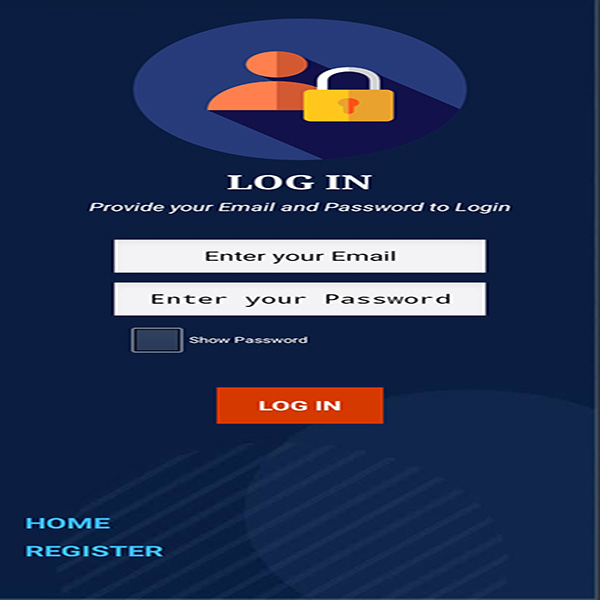 LOG IN
Provide your Email and Password to Login
Enter your Email
Enter your Password
Show Password
LOG IN
HOME
REGISTER